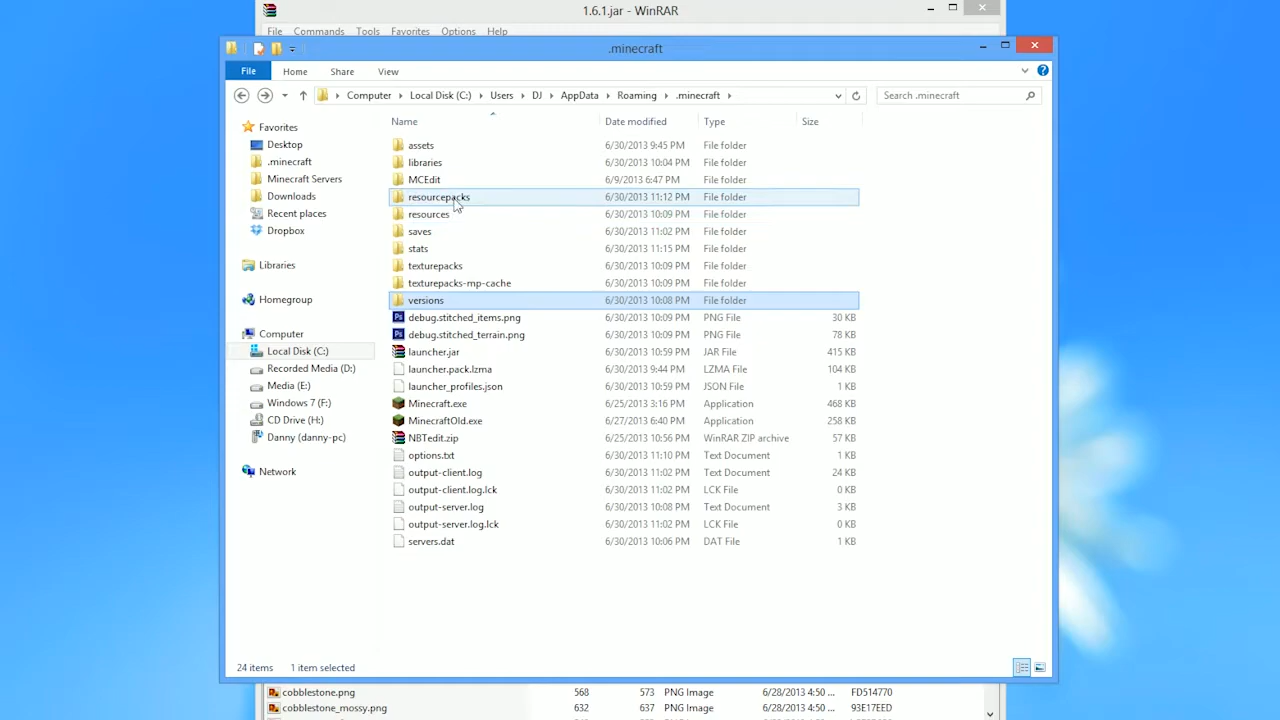 1.6.1.jar - WinRAR
File Commands Tools Favorites Options Help
.minecraft
File Home Share View
Computer Local Disk (C:) Users DJ AppData Roaming .minecraft Search .minecraft
Name Date modified Type Size
Favorites
Desktop
.minecraft
Minecraft Servers
Downloads
Recent places
Dropbox
Libraries
Homegroup
Computer
Local Disk (C:)
Recorded Media (D:)
Media (E:)
Windows 7 (F:)
CD Drive (H:)
Danny (danny-pc)
Network
assets 6/30/2013 9:45 PM File folder
libraries 6/30/2013 10:04 PM File folder
MCEdit 6/9/2013 6:47 PM File folder
resourcepacks 6/30/2013 11:12 PM File folder
resources 6/30/2013 10:09 PM File folder
saves 6/30/2013 11:02 PM File folder
stats 6/30/2013 11:15 PM File folder
texturepacks 6/30/2013 10:09 PM File folder
texturepacks-mp-cache 6/30/2013 10:09 PM File folder
versions 6/30/2013 10:08 PM File folder
debug.stitched_items.png 6/30/2013 10:09 PM PNG File 30 KB
debug.stitched_terrain.png 6/30/2013 10:09 PM PNG File 78 KB
launcher.jar 6/30/2013 10:59 PM JAR File 415 KB
launcher.pack.lzma 6/30/2013 9:44 PM LZMA File 104 KB
launcher_profiles.json 6/30/2013 10:59 PM JSON File 1 KB
Minecraft.exe 6/25/2013 3:16 PM Application 468 KB
MinecraftOld.exe 6/27/2013 6:40 PM Application 258 KB
NBTedit.zip 6/25/2013 10:56 PM WinRAR ZIP archive 57 KB
options.txt 6/30/2013 11:10 PM Text Document 1 KB
output-client.log 6/30/2013 11:02 PM Text Document 24 KB
output-client.log.lck 6/30/2013 11:02 PM LCK File 0 KB
output-server.log 6/30/2013 10:08 PM Text Document 3 KB
output-server.log.lck 6/30/2013 11:02 PM LCK File 0 KB
servers.dat 6/30/2013 10:06 PM DAT File 1 KB
24 items 1 item selected
cobblestone.png 568 573 PNG Image 6/28/2013 4:50 ... FD514770
cobblestone_mossy.png 632 637 PNG Image 6/28/2013 4:50 ... 93E17EED